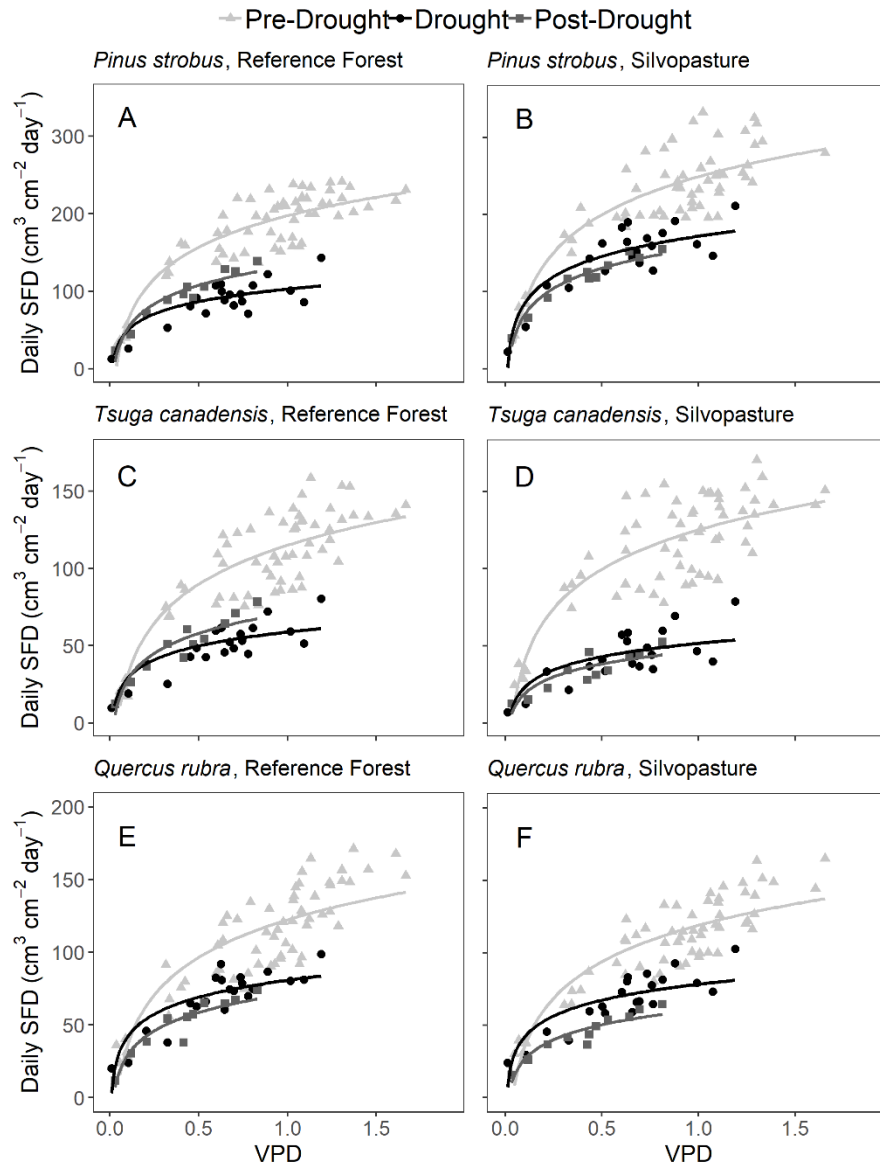 Pre-Drought Drought Post-Drought
Pinus strobus, Reference Forest
Pinus strobus, Silvopasture
A
B
Daily SFD (cm³ cm⁻² day⁻¹)
300
200
100
0
Tsuga canadensis, Reference Forest
Tsuga canadensis, Silvopasture
C
D
Daily SFD (cm³ cm⁻² day⁻¹)
150
100
50
0
Quercus rubra, Reference Forest
Quercus rubra, Silvopasture
E
F
Daily SFD (cm³ cm⁻² day⁻¹)
200
150
100
50
0
0.0 0.5 1.0 1.5
0.0 0.5 1.0 1.5
VPD
VPD